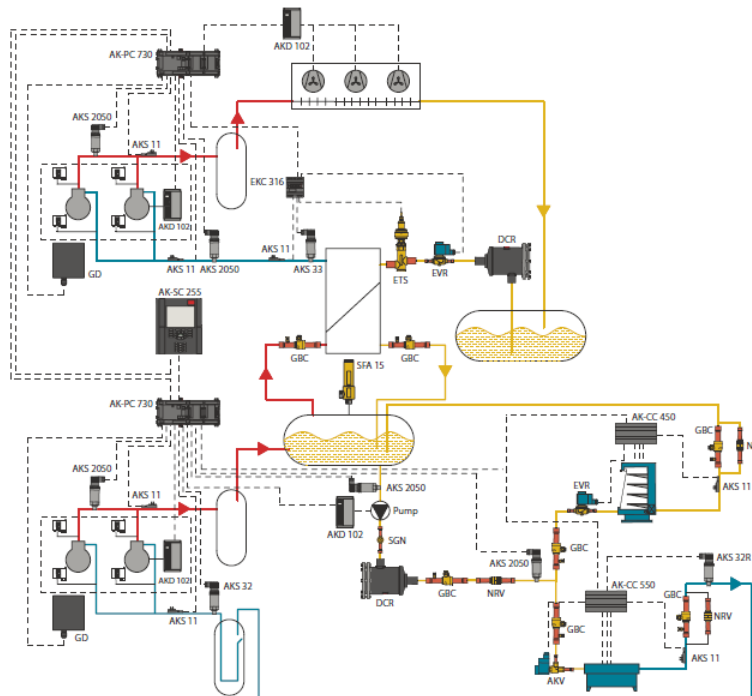 AK-PC 730
AKD 102
AKS 2050
AKS 11
EKC 316
AKD 102
AKS 11
AKS 2050
AKS 11
AKS 33
ETS
EVR
DCR
GD
AK-SC 255
GBC
GBC
SFA 15
AK-PC 730
AK-CC 450
GBC
AKS 2050
AKS 11
EVR
AKS 11
AKS 2050
AKD 102
Pump
SGN
AKS 2050
GBC
AKS 32R
AKD 102
AKS 32
AK-CC 550
GBC
DCR
GBC
NRV
GBC
NRV
GD
AKS 11
AKS 11
AKV